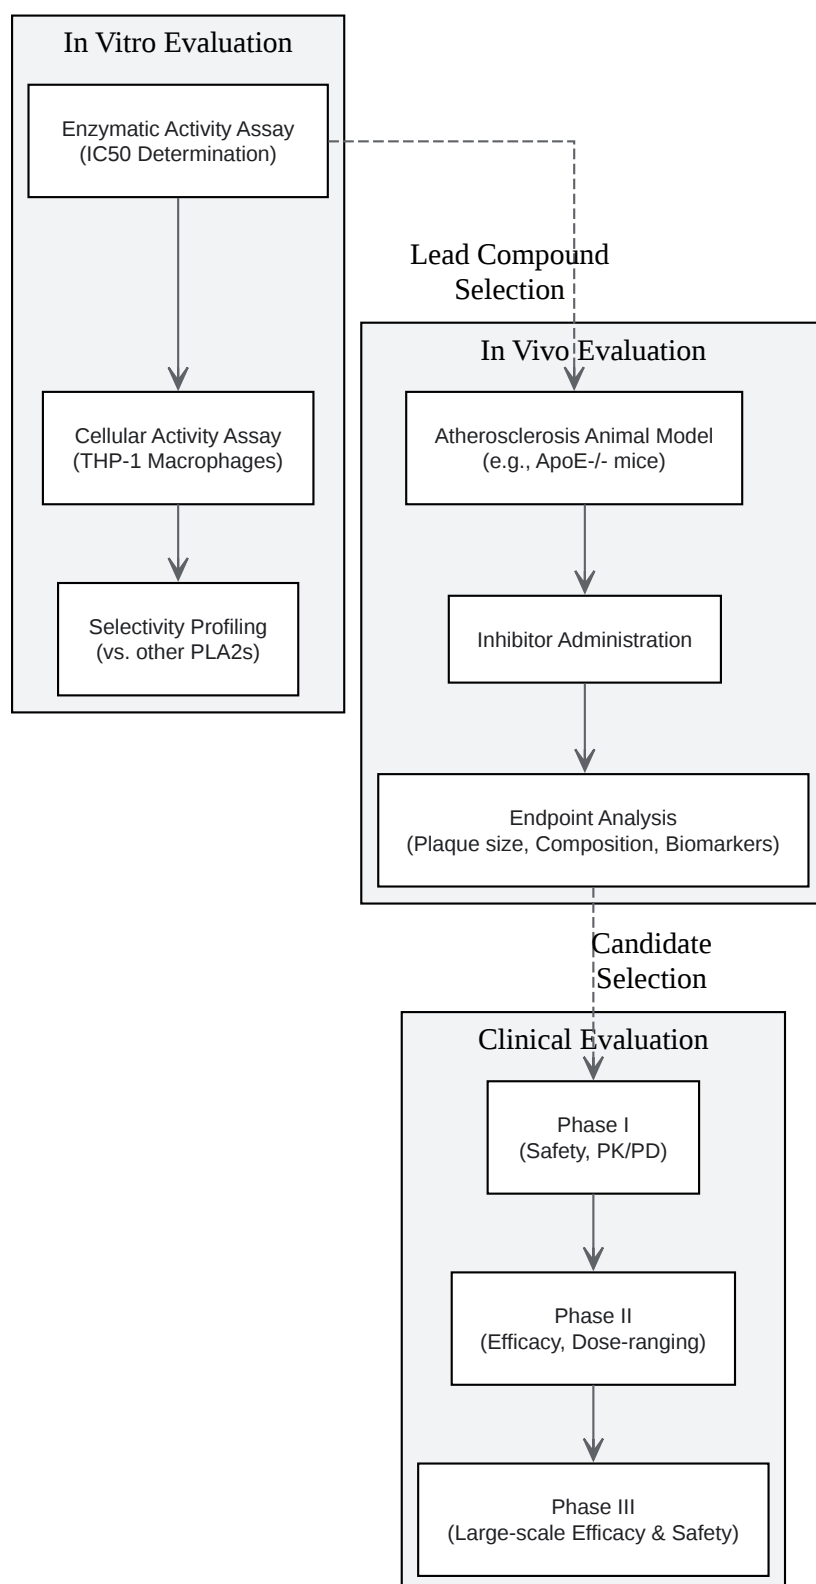 In Vitro Evaluation
Enzymatic Activity Assay
(IC50 Determination)
Cellular Activity Assay
(THP-1 Macrophages)
Selectivity Profiling
(vs. other PLA2s)
Lead Compound
Selection
In Vivo Evaluation
Atherosclerosis Animal Model
(e.g., ApoE-/- mice)
Inhibitor Administration
Endpoint Analysis
(Plaque size, Composition, Biomarkers)
Candidate
Selection
Clinical Evaluation
Phase I
(Safety, PK/PD)
Phase II
(Efficacy, Dose-ranging)
Phase III
(Large-scale Efficacy & Safety)